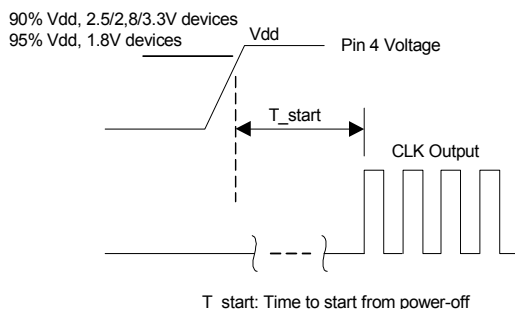 90% Vdd, 2.5/2,8/3.3V devices
95% Vdd, 1.8V devices
Vdd
Pin 4 Voltage
T_start
CLK Output
T_start: Time to start from power-off